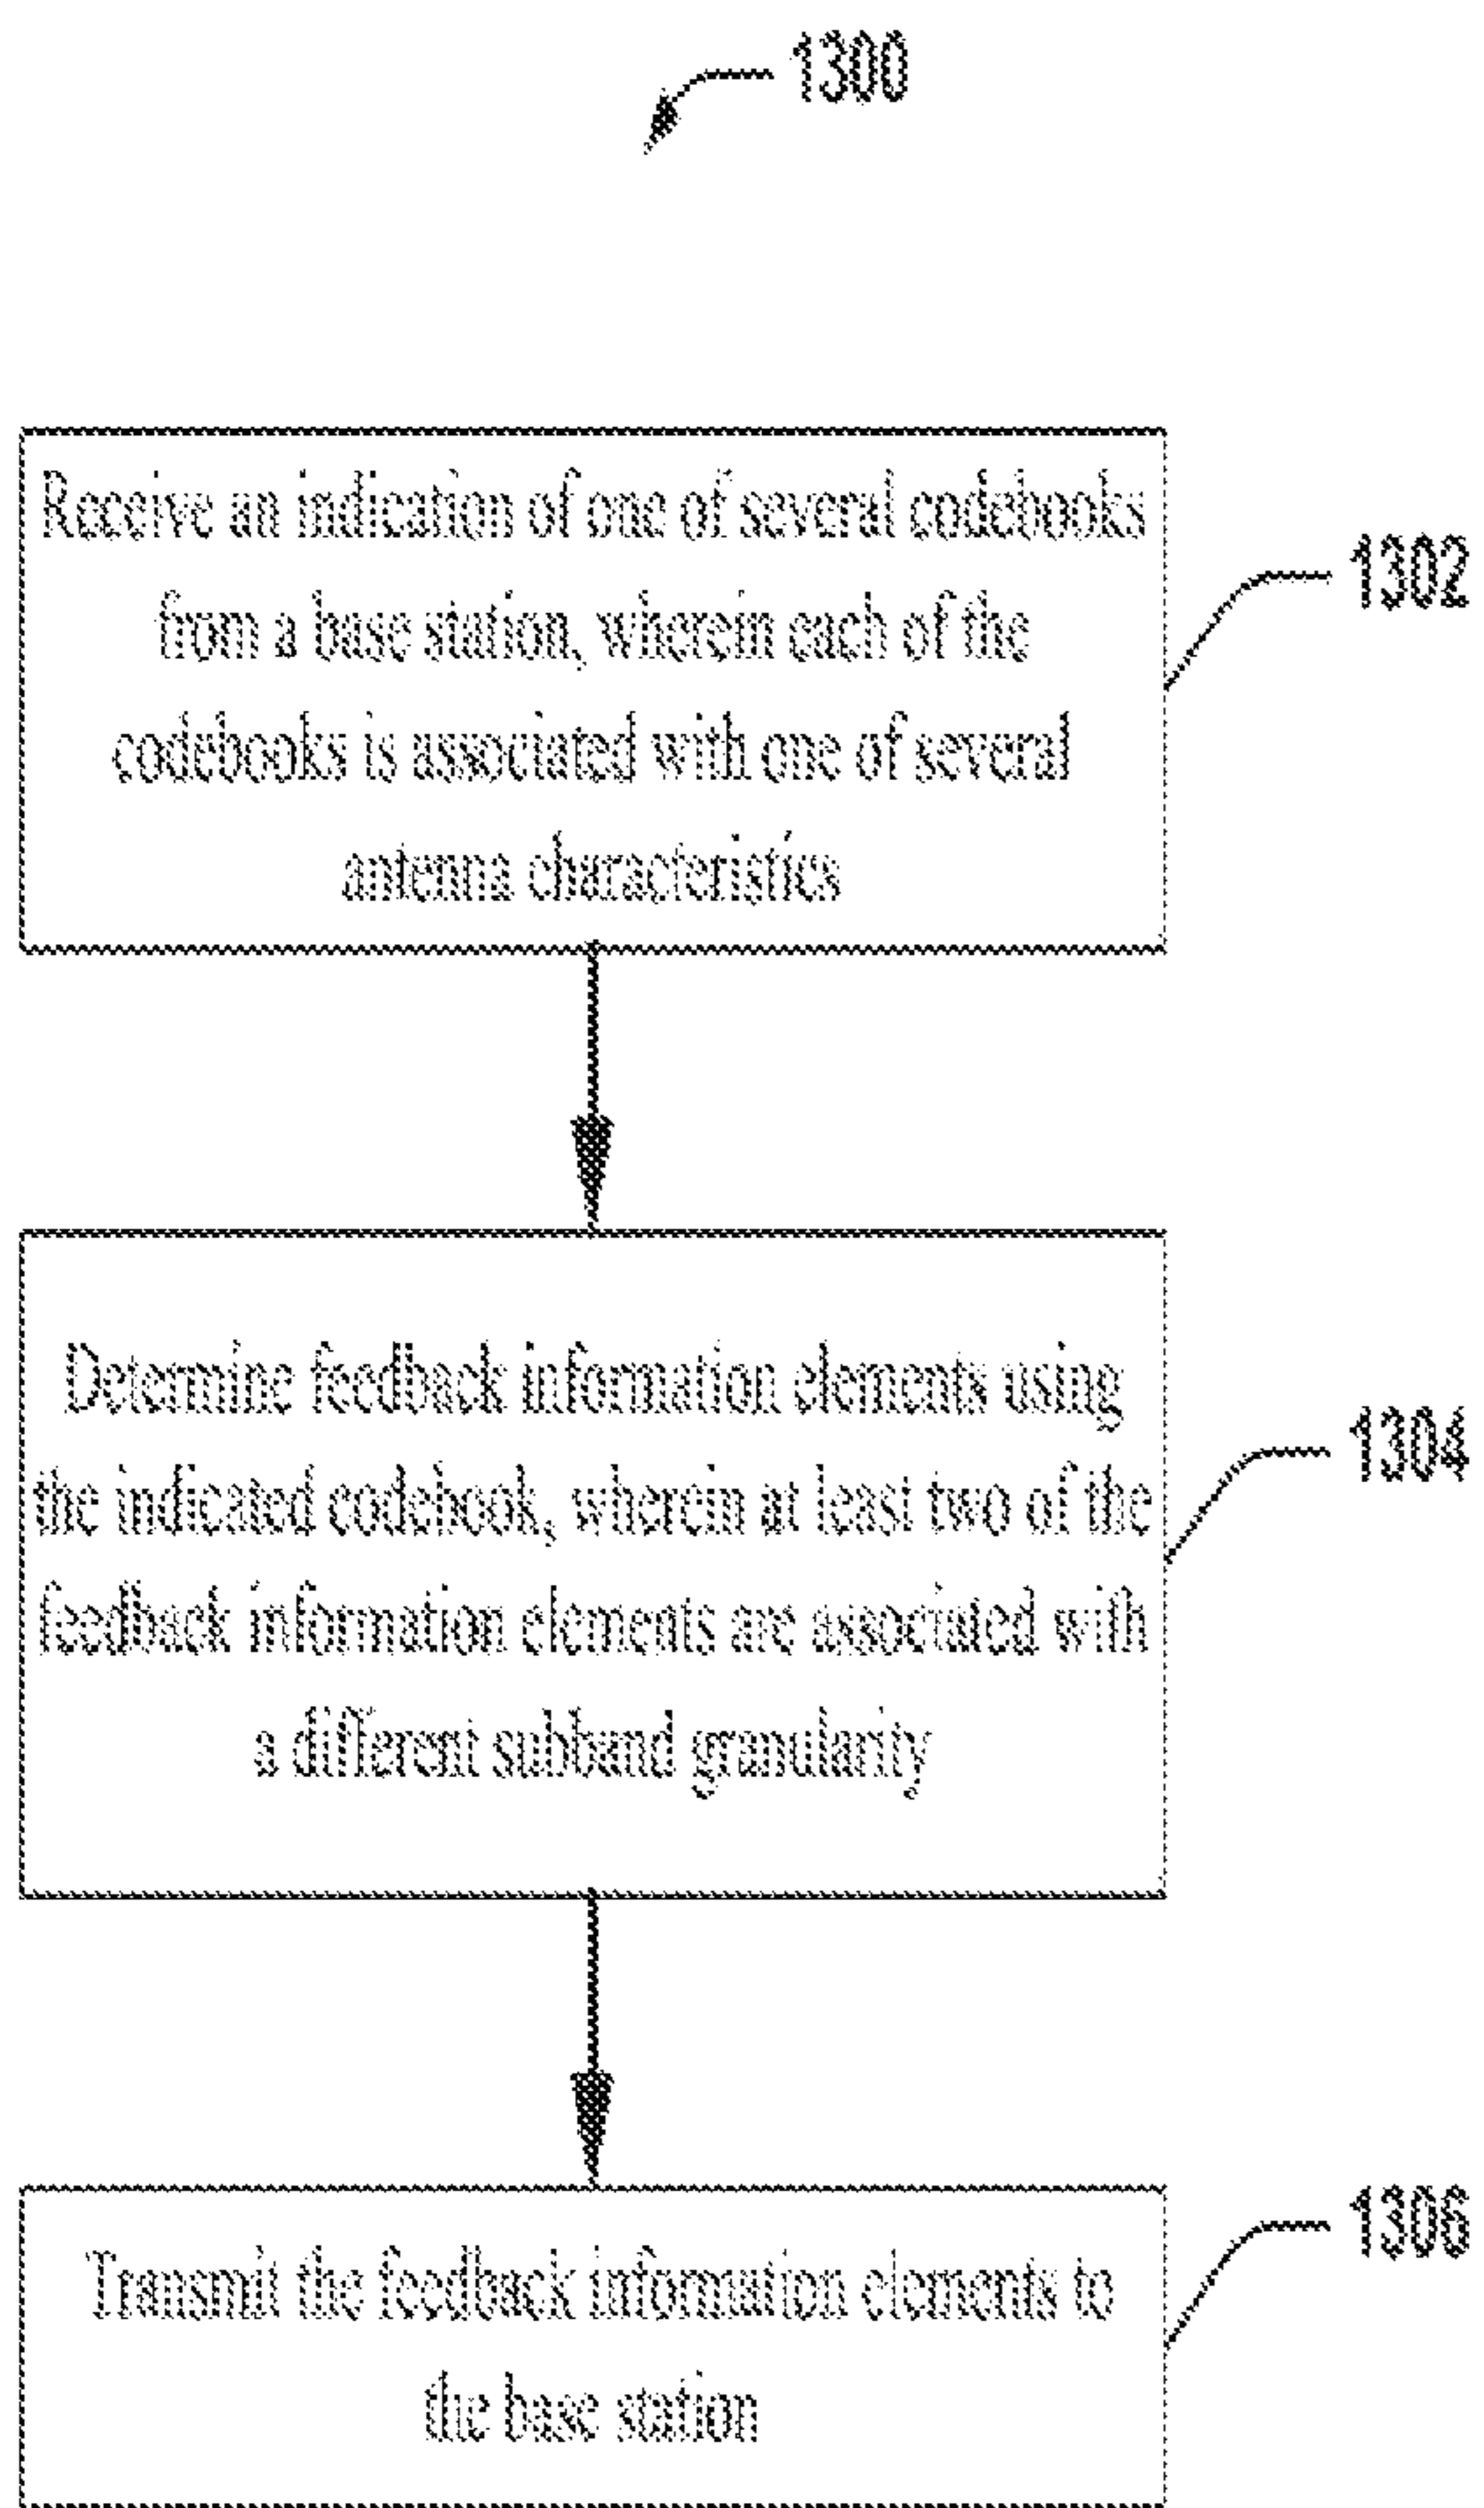 1300
Receive an indication of one of several codebooks
from a base station, wherein each of the
codebooks is associated with one of several
antenna characteristics
1302
Determine feedback information elements using
the indicated codebook, wherein at least two of the
feedback information elements are associated with
a different subband granularity
1304
Transmit the feedback information elements to
the base station
1306